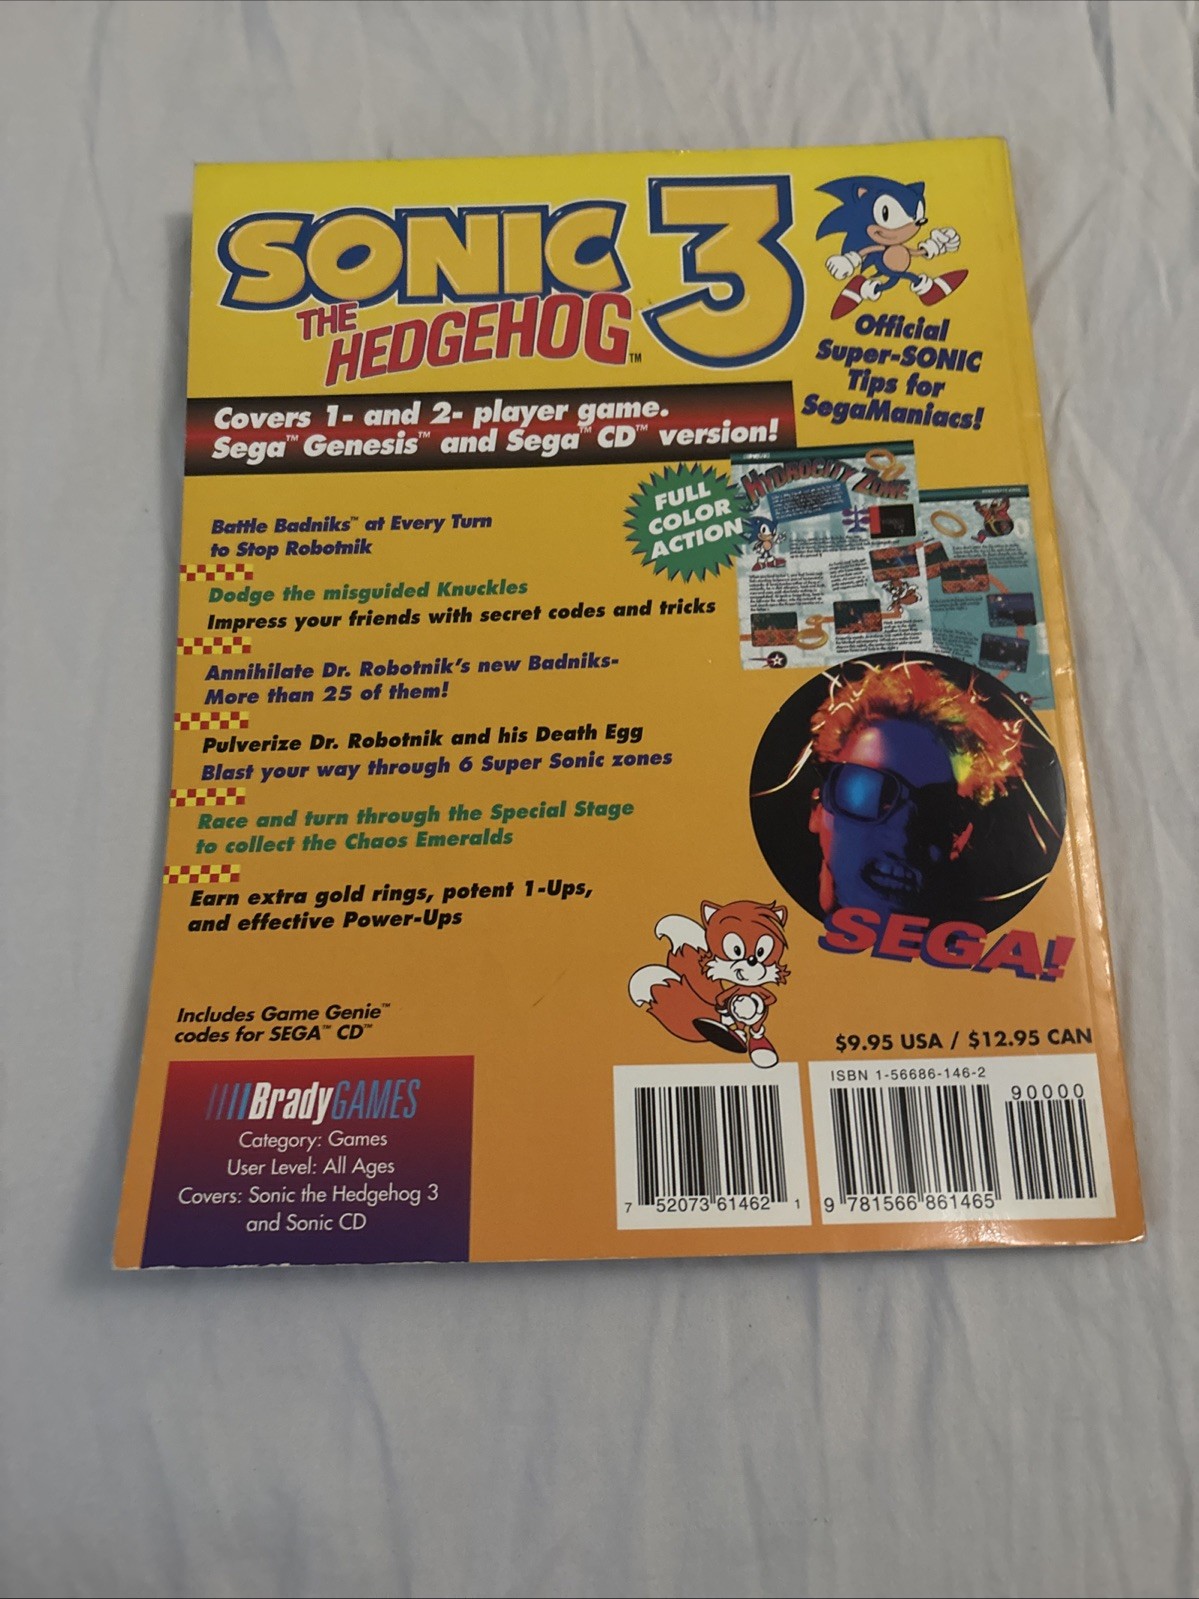 SONIC
THE HEDGEHOG™
3
Official
Super-SONIC
Tips for
SegaManiacs!
Covers 1- and 2- player game.
Sega™ Genesis™ and Sega™ CD™ version!
FULL
COLOR
ACTION
HYDROCITY ZONE
Battle Badniks™ at Every Turn
to Stop Robotnik
Dodge the misguided Knuckles
Impress your friends with secret codes and tricks
Annihilate Dr. Robotnik's new Badniks-
More than 25 of them!
Pulverize Dr. Robotnik and his Death Egg
Blast your way through 6 Super Sonic zones
Race and turn through the Special Stage
to collect the Chaos Emeralds
Earn extra gold rings, potent 1-Ups,
and effective Power-Ups
SEGA!
Includes Game Genie™
codes for SEGA™ CD™
BradyGAMES
Category: Games
User Level: All Ages
Covers: Sonic the Hedgehog 3
and Sonic CD
$9.95 USA / $12.95 CAN
7 52073 61462 1
ISBN 1-56686-146-2
90000
9 781566 861465